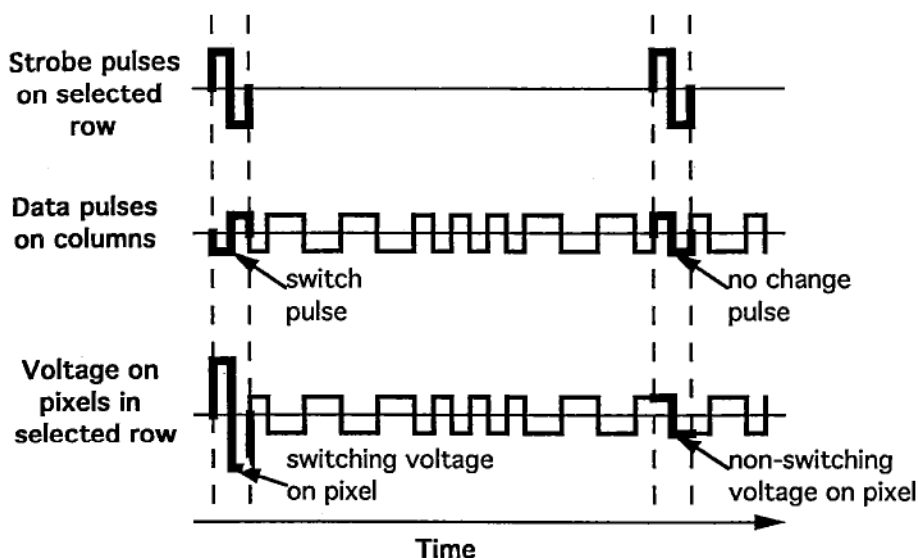 Strobe pulses
on selected
row
Data pulses
on columns
switch
pulse
no change
pulse
Voltage on
pixels in
selected row
switching voltage
on pixel
non-switching
voltage on pixel
Time